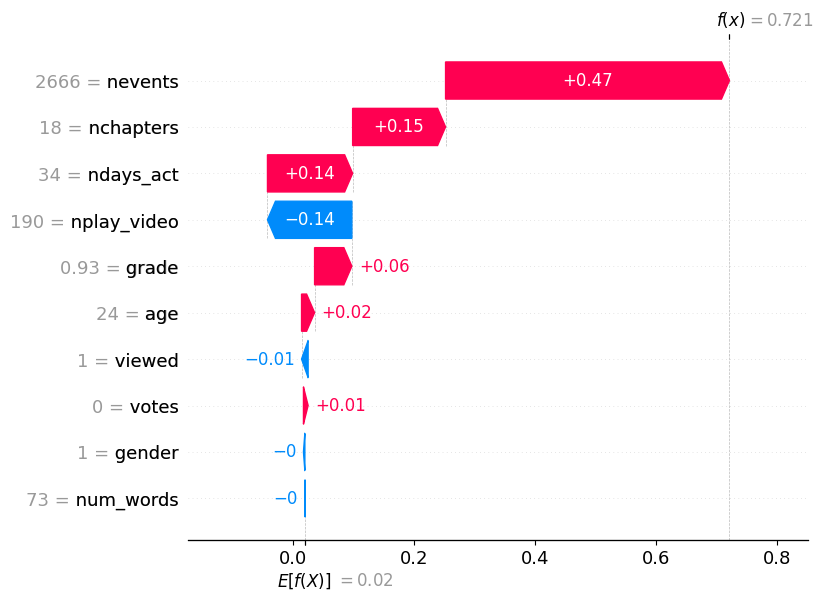 f(x) = 0.721
2666 = nevents +0.47
18 = nchapters +0.15
34 = ndays_act +0.14
190 = nplay_video −0.14
0.93 = grade +0.06
24 = age +0.02
1 = viewed −0.01
0 = votes +0.01
1 = gender −0
73 = num_words −0
0.0 0.2 0.4 0.6 0.8
E[f(X)] = 0.02